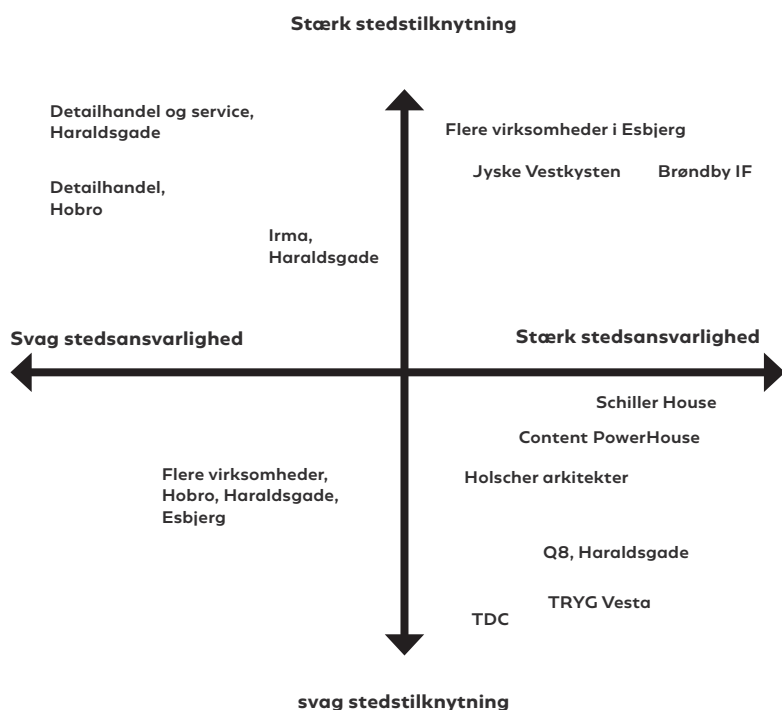 Stærk stedstilknytning
Detailhandel og service,
Haraldsgade
Flere virksomheder i Esbjerg
Jyske Vestkysten
Brøndby IF
Detailhandel,
Hobro
Irma,
Haraldsgade
Svag stedsansvarlighed
Stærk stedsansvarlighed
Schiller House
Content PowerHouse
Flere virksomheder,
Hobro, Haraldsgade,
Esbjerg
Holscher arkitekter
Q8, Haraldsgade
TRYG Vesta
TDC
svag stedstilknytning